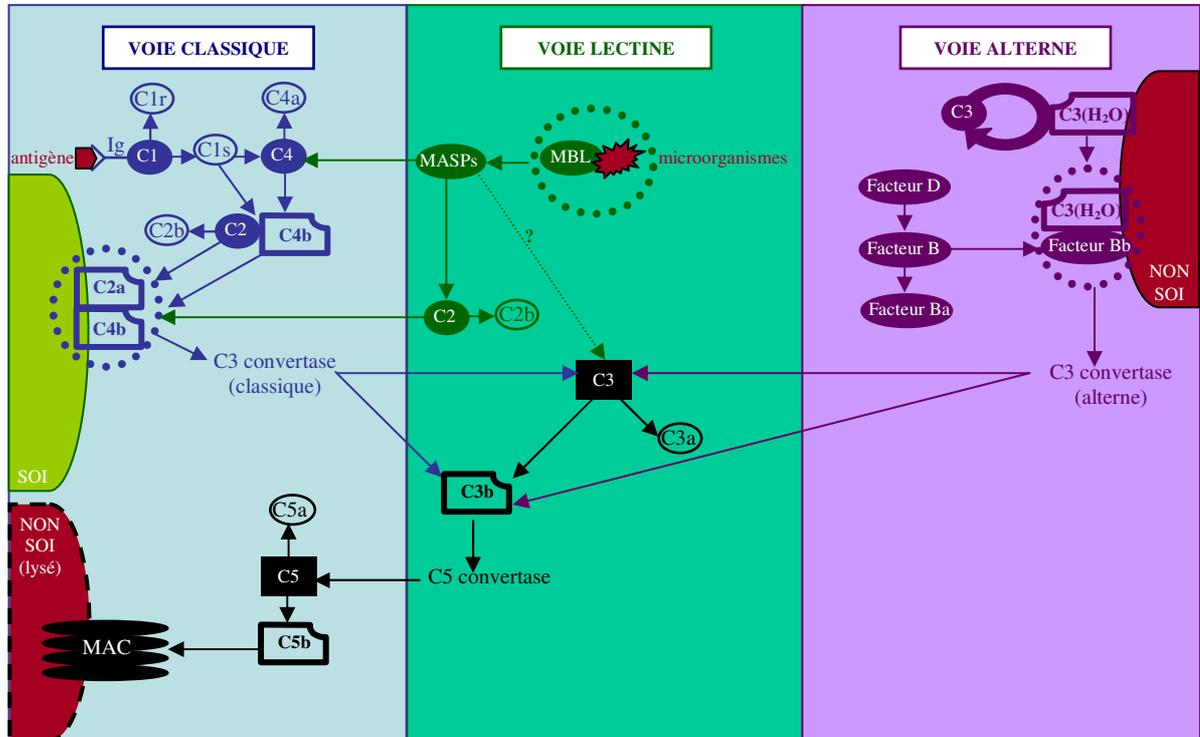 VOIE CLASSIQUE
C1r
C4a
antigène
Ig
C1
C1s
C4
C2b
C2
C4b
C2a
C4b
C3 convertase
(classique)
SOI
NON
SOI
(lysé)
C5a
C5
C5b
MAC
VOIE LECTINE
MASPs
MBL
microorganismes
?
C2
C2b
C3
C3a
C3b
C5 convertase
VOIE ALTERNE
C3
C3(H₂O)
Facteur D
C3(H₂O)
Facteur B
Facteur Bb
Facteur Ba
NON
SOI
C3 convertase
(alterne)